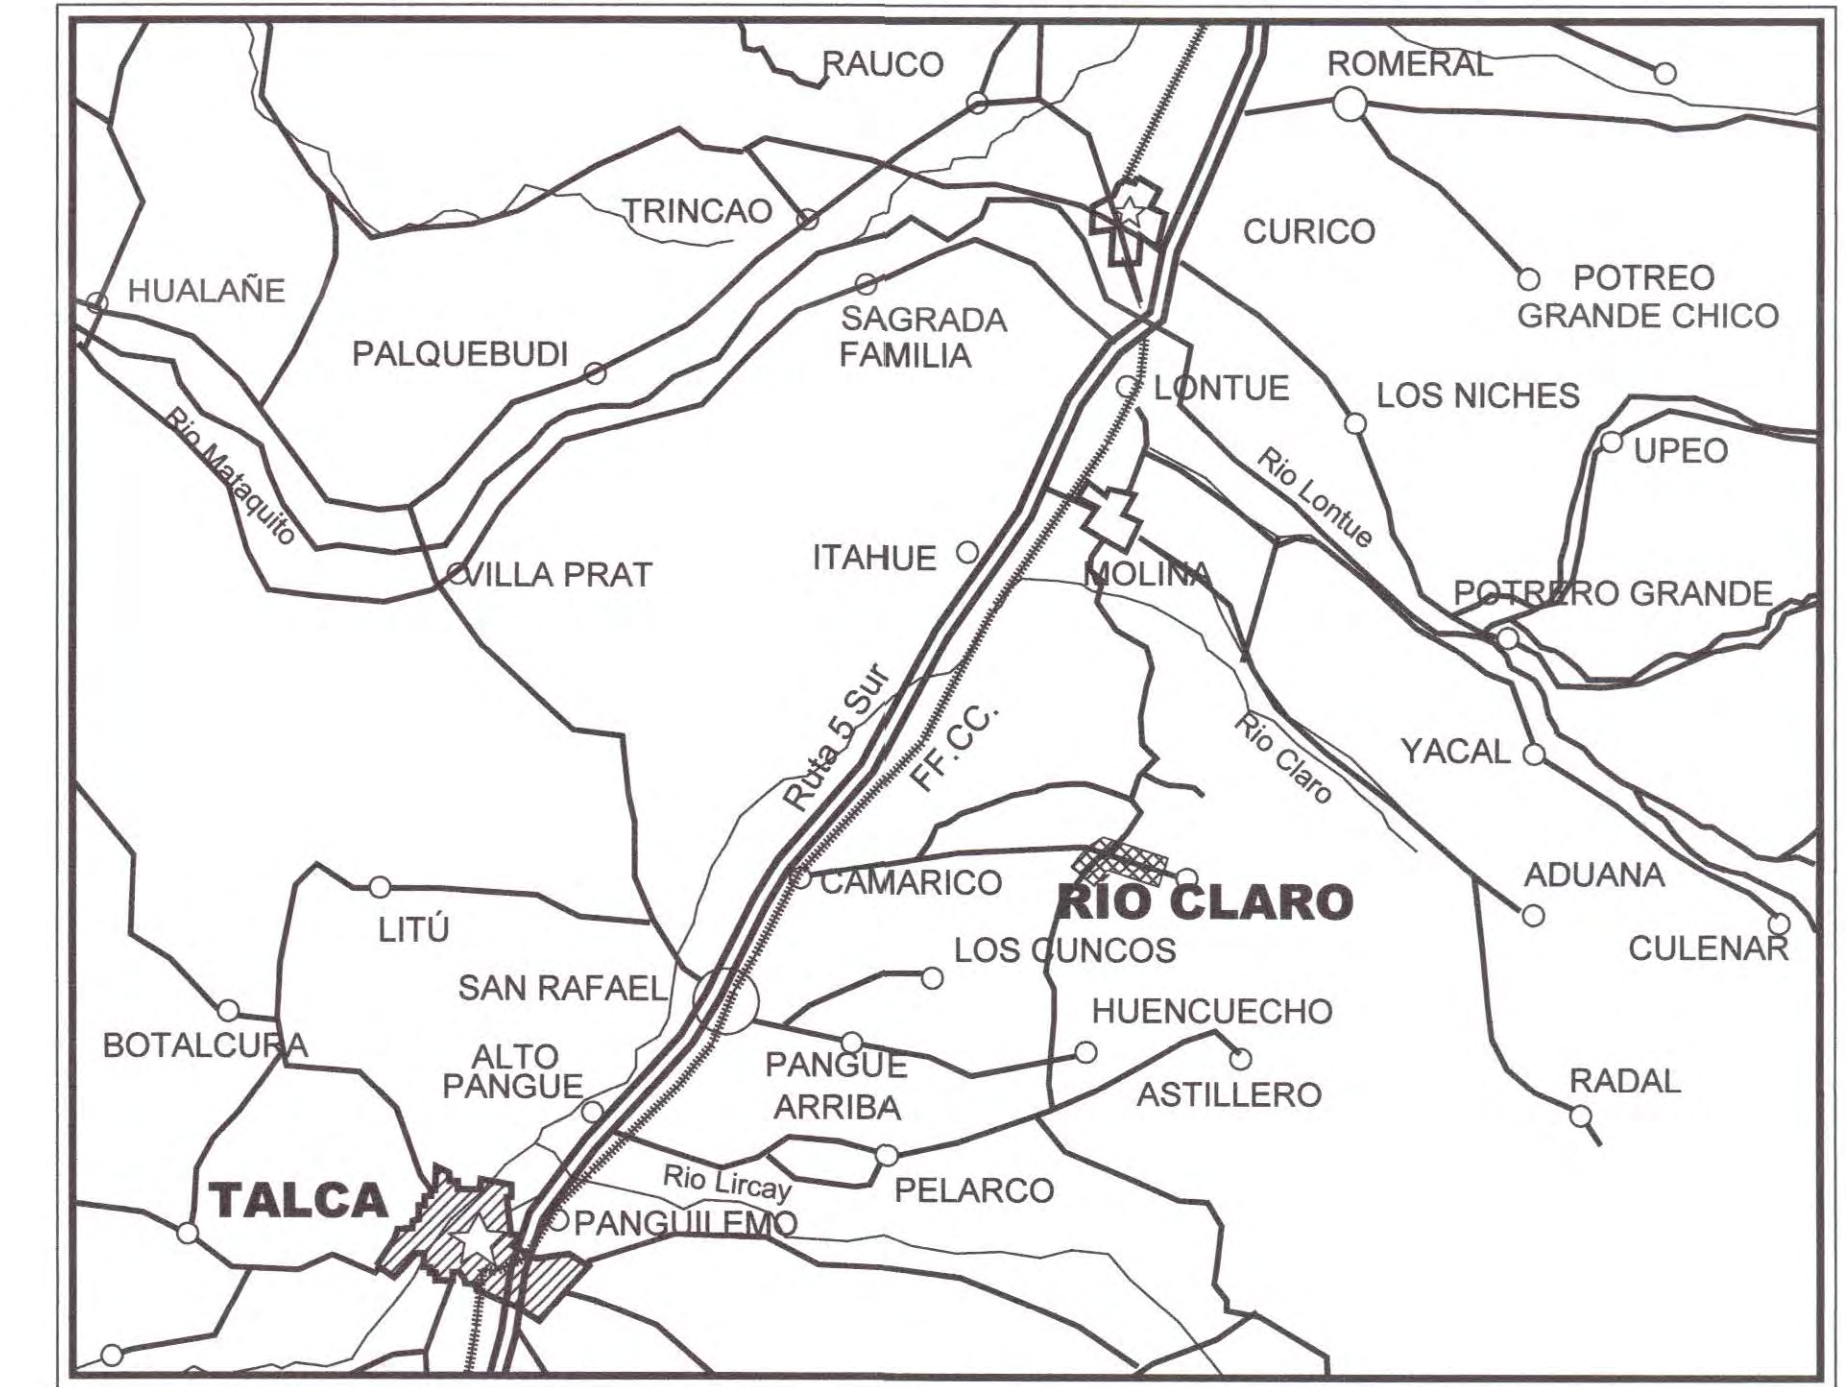 RAUCO
ROMERAL
TRINCAO
CURICO
HUALAÑE
POTREO
GRANDE CHICO
SAGRADA
FAMILIA
PALQUEBUDI
LONTUE
LOS NICHES
UPEO
Rio Mataquito
Rio Lontue
ITAHUE
VILLA PRAT
MOLINA
POTRERO GRANDE
Ruta 5 Sur
FF.CC.
Rio Claro
YACAL
CAMARICO
RÍO CLARO
ADUANA
LITÚ
LOS CUNCOS
CULENAR
SAN RAFAEL
HUENCUECHO
BOTALCURA
ALTO
PANGUE
PANGUE
ARRIBA
ASTILLERO
RADAL
Rio Lircay
PELARCO
TALCA
PANGUILEMO